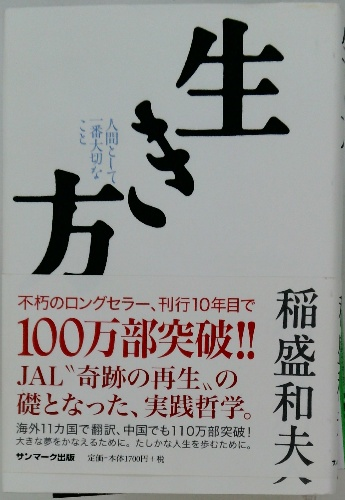 生き方
人間として
一番大切な
こと
稲盛和夫
不朽のロングセラー、刊行10年目で
100万部突破!!
JAL〝奇跡の再生〟の
礎となった、実践哲学。
海外11カ国で翻訳、中国でも110万部突破!
大きな夢をかなえるために。たしかな人生を歩むために。
サンマーク出版 定価=本体1700円+税